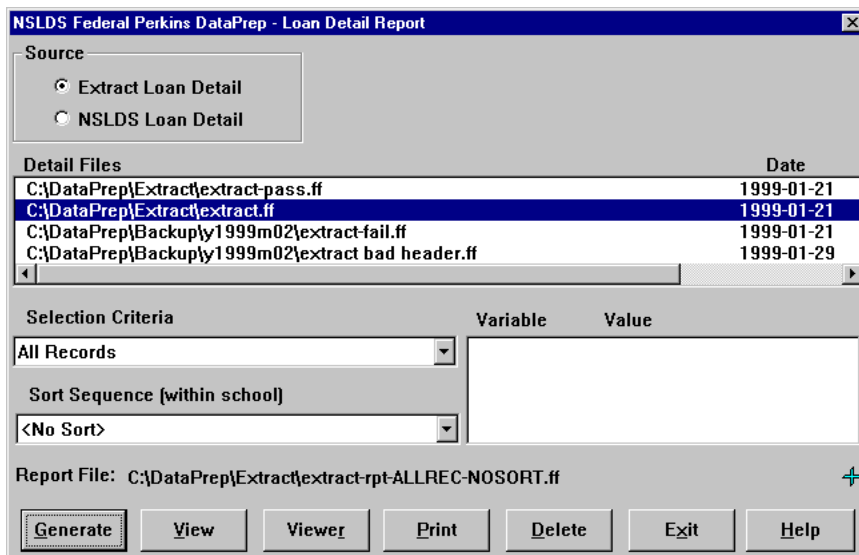 NSLDS Federal Perkins DataPrep - Loan Detail Report
Source
Extract Loan Detail
NSLDS Loan Detail
Detail Files Date
C:\DataPrep\Extract\extract-pass.ff 1999-01-21
C:\DataPrep\Extract\extract.ff 1999-01-21
C:\DataPrep\Backup\y1999m02\extract-fail.ff 1999-01-21
C:\DataPrep\Backup\y1999m02\extract bad header.ff 1999-01-29
Selection Criteria Variable Value
All Records
Sort Sequence (within school)
<No Sort>
Report File: C:\DataPrep\Extract\extract-rpt-ALLREC-NOSORT.ff
Generate View Viewer Print Delete Exit Help